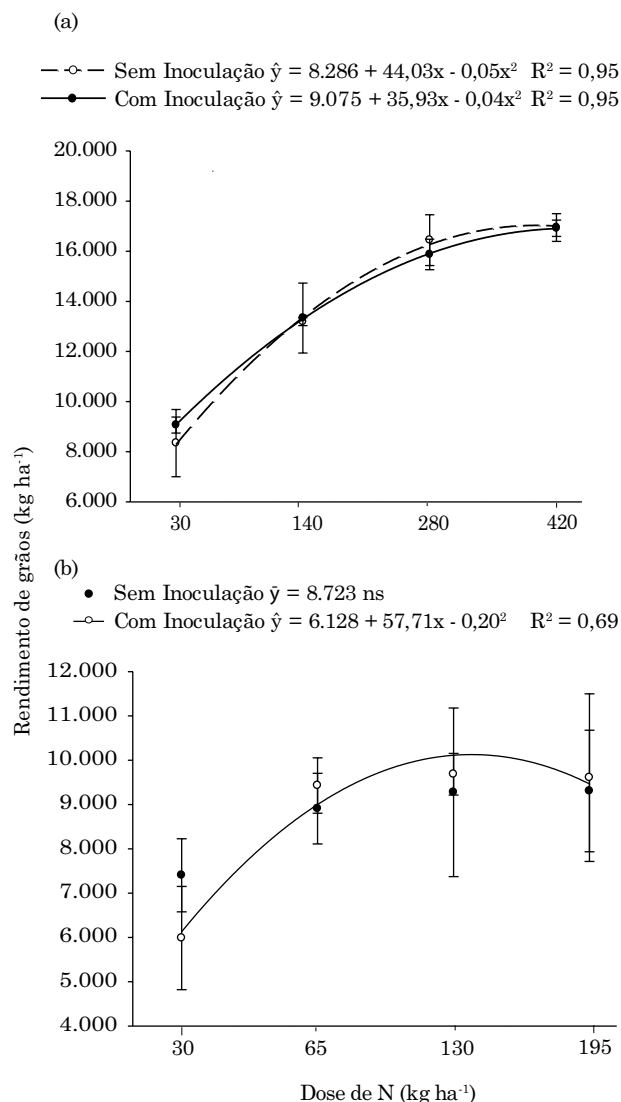 (a)
Sem Inoculação ŷ = 8.286 + 44,03x - 0,05x² R² = 0,95
Com Inoculação ŷ = 9.075 + 35,93x - 0,04x² R² = 0,95
20.000
18.000
16.000
14.000
12.000
10.000
8.000
6.000
30 140 280 420
Rendimento de grãos (kg ha⁻¹)
(b)
Sem Inoculação ȳ = 8.723 ns
Com Inoculação ŷ = 6.128 + 57,71x - 0,20² R² = 0,69
12.000
11.000
10.000
9.000
8.000
7.000
6.000
5.000
4.000
30 65 130 195
Dose de N (kg ha⁻¹)